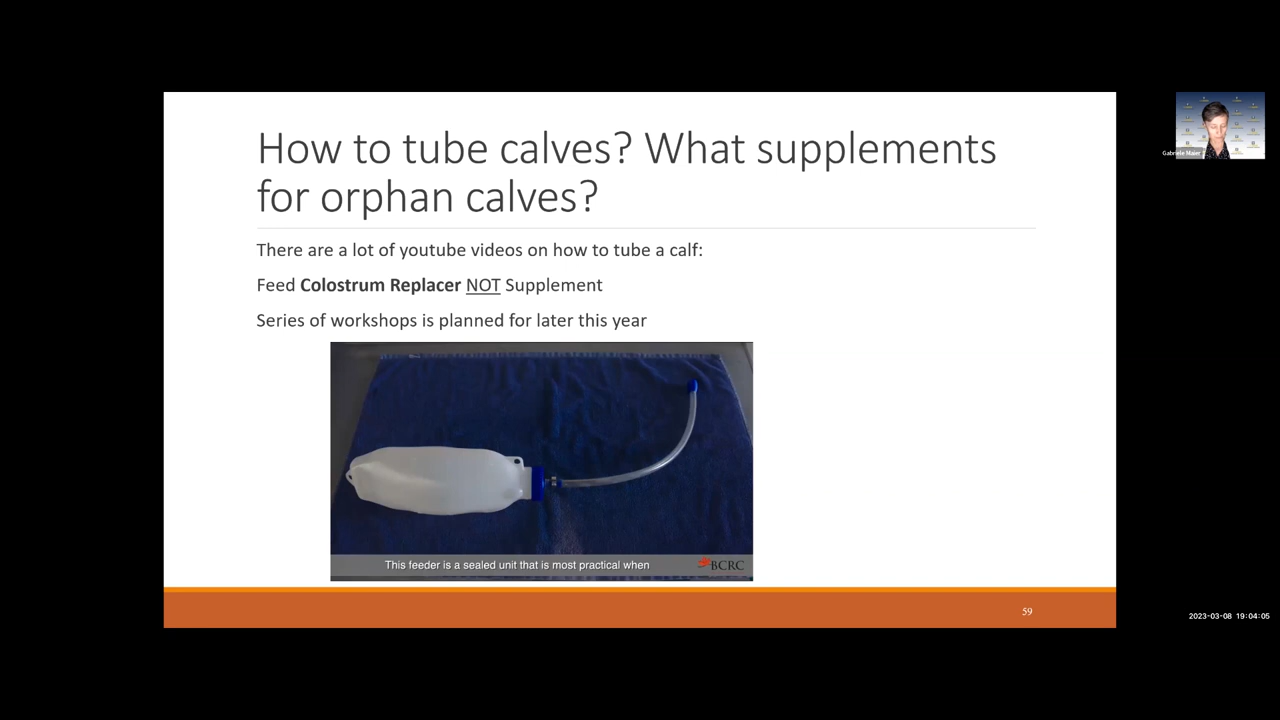 How to tube calves? What supplements
for orphan calves?
There are a lot of youtube videos on how to tube a calf:
Feed Colostrum Replacer NOT Supplement
Series of workshops is planned for later this year
This feeder is a sealed unit that is most practical when
BCRC
59
Gabriele Maier
2023-03-08 19:04:05